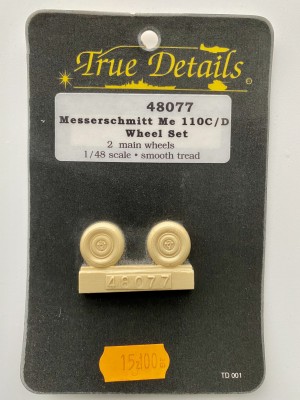 True Details
48077
Messerschmitt Me 110C/D
Wheel Set
2 main wheels
1/48 scale • smooth tread
48077
TD 001